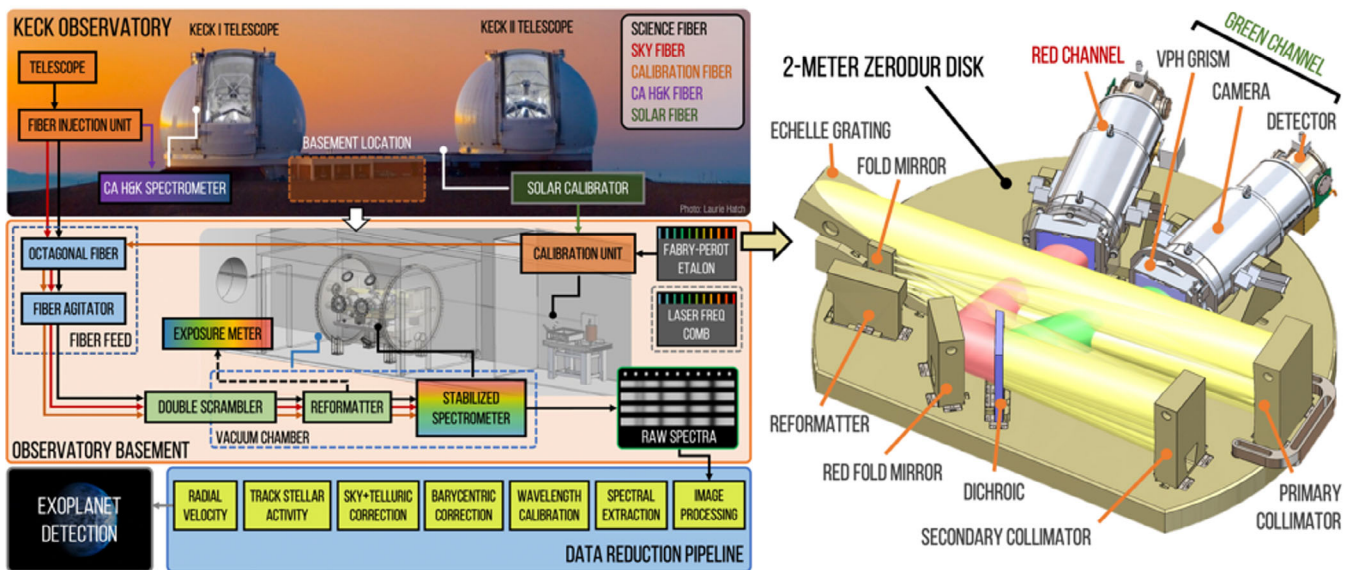 KECK OBSERVATORY
KECK I TELESCOPE
KECK II TELESCOPE
SCIENCE FIBER
SKY FIBER
CALIBRATION FIBER
CA H&K FIBER
SOLAR FIBER
TELESCOPE
FIBER INJECTION UNIT
BASEMENT LOCATION
CA H&K SPECTROMETER
SOLAR CALIBRATOR
Photo: Laurie Hatch
OCTAGONAL FIBER
FIBER AGITATOR
FIBER FEED
CALIBRATION UNIT
FABRY-PEROT
ETALON
LASER FREQ
COMB
EXPOSURE METER
DOUBLE SCRAMBLER
REFORMATTER
STABILIZED
SPECTROMETER
VACUUM CHAMBER
RAW SPECTRA
OBSERVATORY BASEMENT
EXOPLANET
DETECTION
RADIAL
VELOCITY
TRACK STELLAR
ACTIVITY
SKY+TELLURIC
CORRECTION
BARYCENTRIC
CORRECTION
WAVELENGTH
CALIBRATION
SPECTRAL
EXTRACTION
IMAGE
PROCESSING
DATA REDUCTION PIPELINE
2-METER ZERODUR DISK
RED CHANNEL
GREEN CHANNEL
VPH GRISM
CAMERA
DETECTOR
ECHELLE GRATING
FOLD MIRROR
REFORMATTER
RED FOLD MIRROR
DICHROIC
SECONDARY COLLIMATOR
PRIMARY
COLLIMATOR